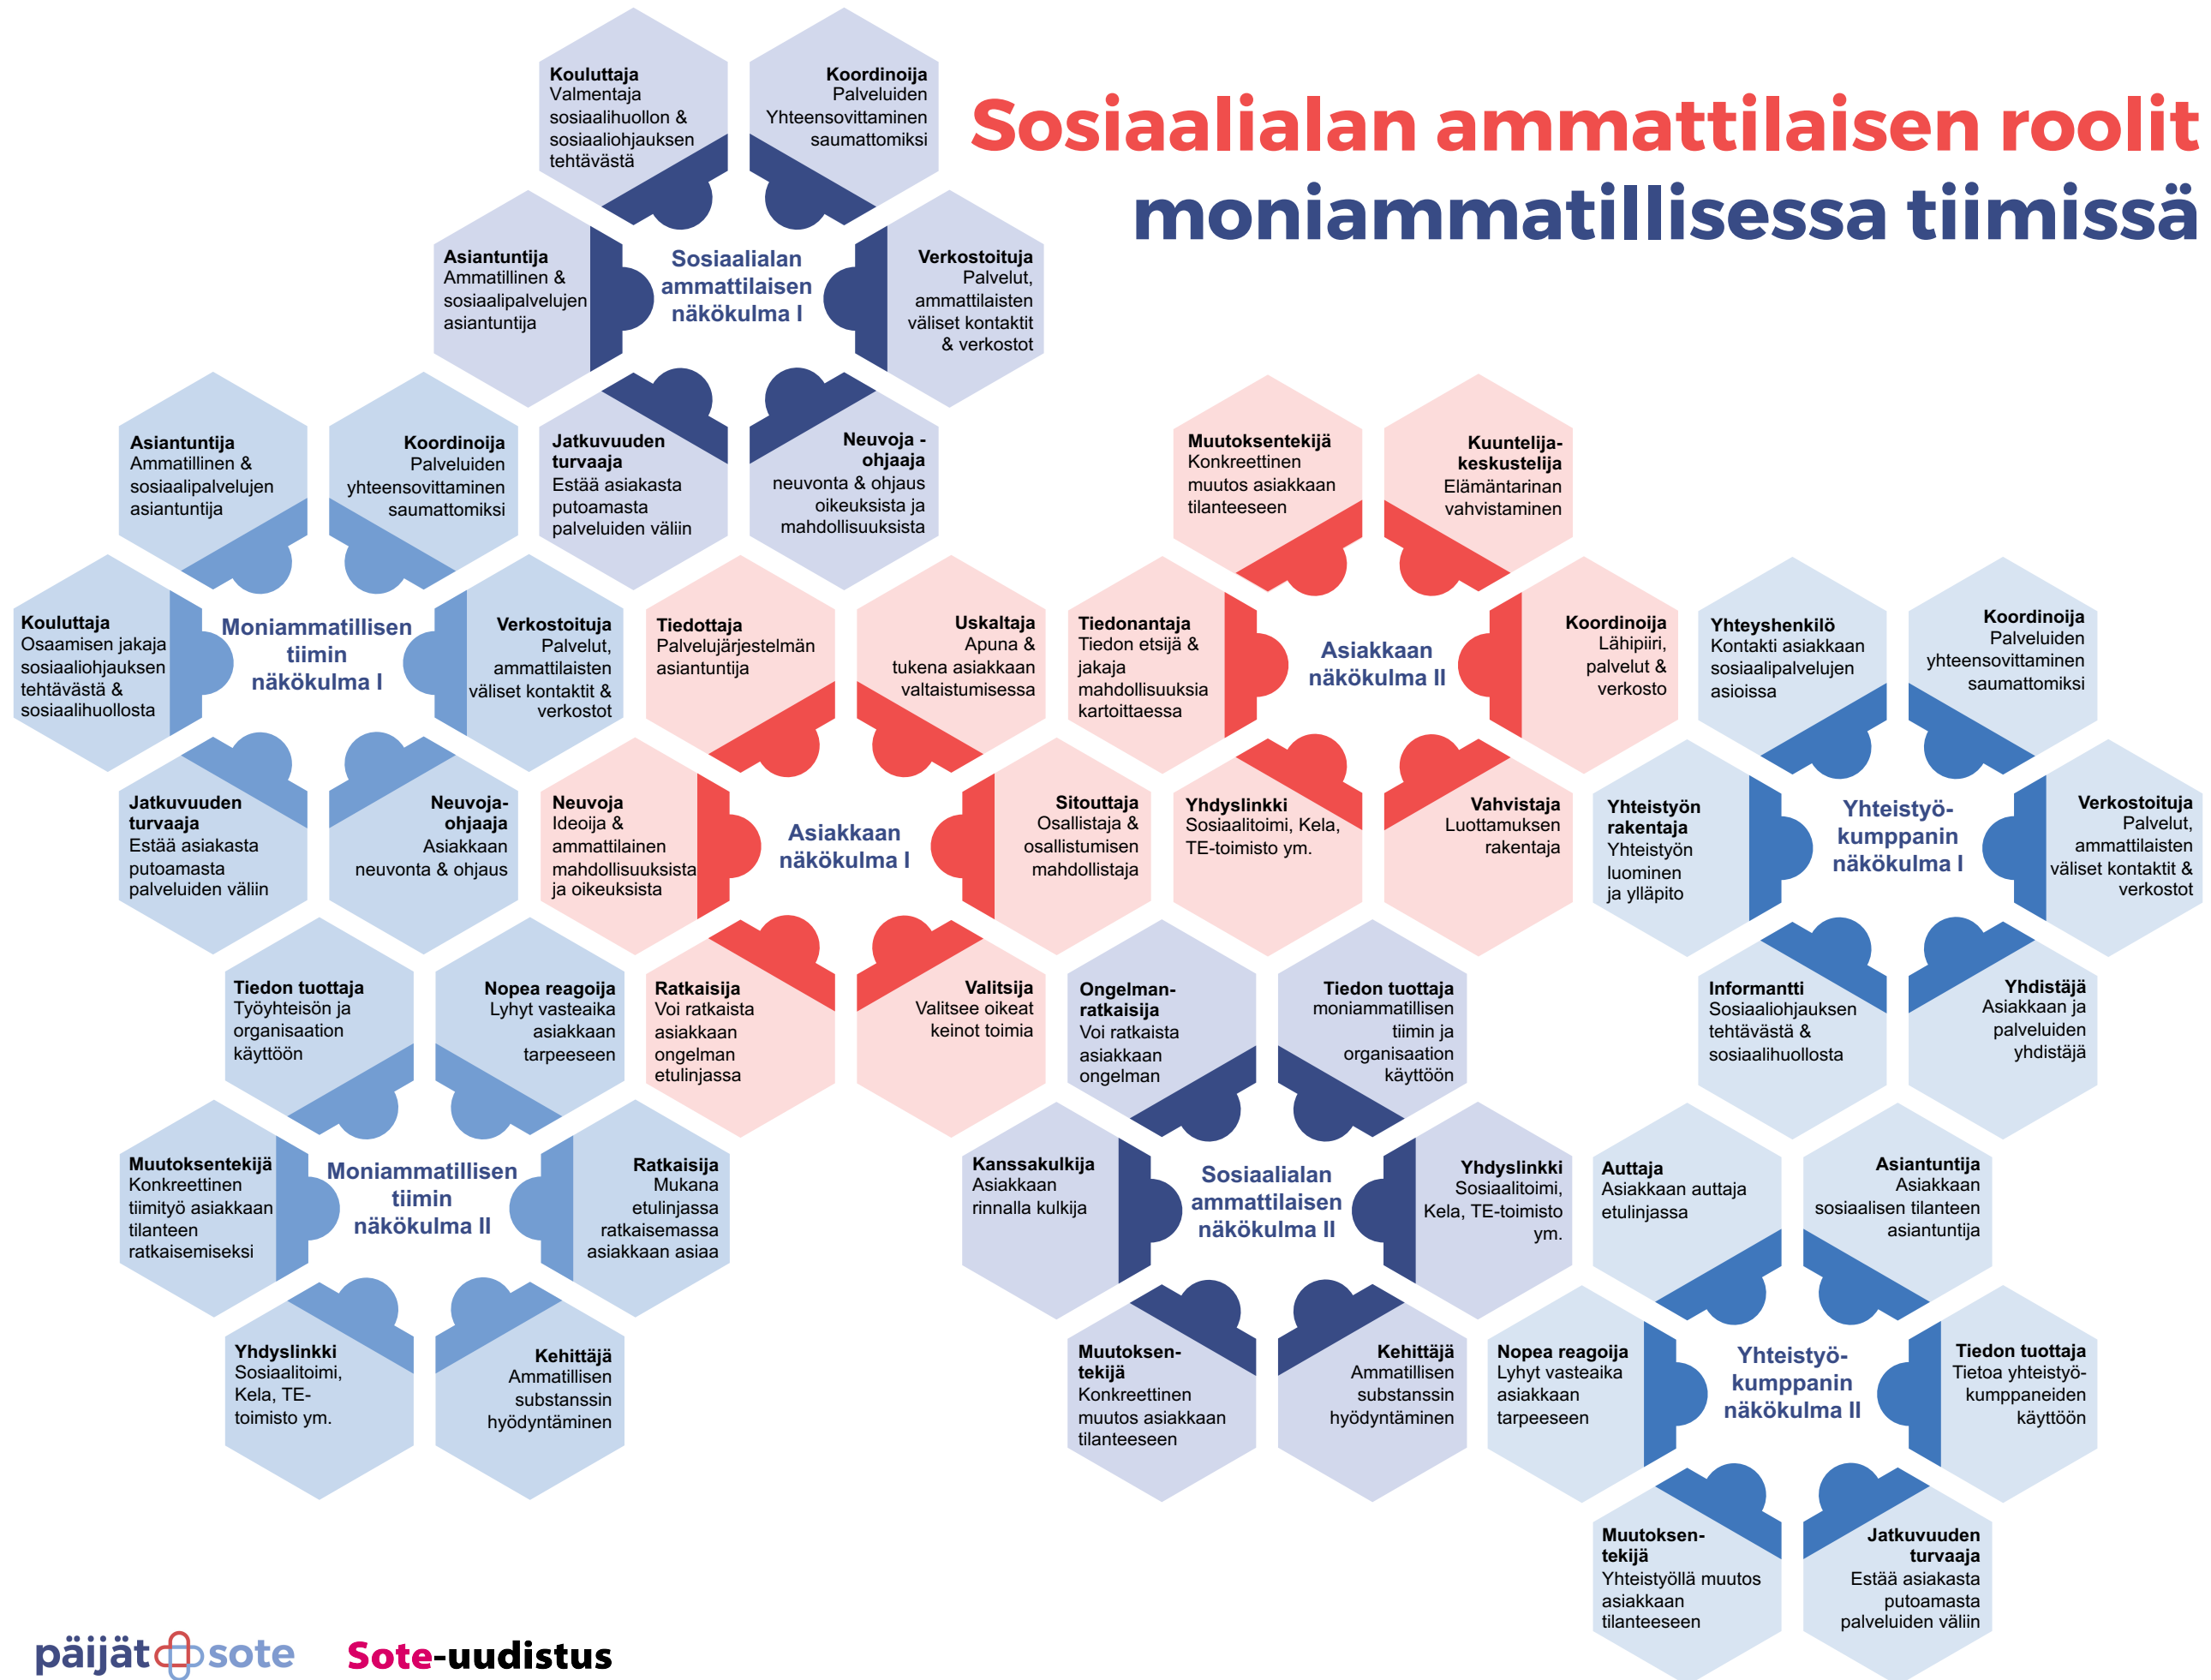 Sosiaalialan ammattilaisen roolit
moniammatillisessa tiimissä
Kouluttaja
Valmentaja
sosiaalihuollon &
sosiaaliohjauksen
tehtävästä
Koordinoija
Palveluiden
Yhteensovittaminen
saumattomiksi
Asiantuntija
Ammatillinen &
sosiaalipalvelujen
asiantuntija
Sosiaalialan
ammattilaisen
näkökulma I
Verkostoituja
Palvelut,
ammattilaisten
väliset kontaktit
& verkostot
Jatkuvuuden
turvaaja
Estää asiakasta
putoamasta
palveluiden väliin
Neuvoja -
ohjaaja
neuvonta & ohjaus
oikeuksista ja
mahdollisuuksista
Asiantuntija
Ammatillinen &
sosiaalipalvelujen
asiantuntija
Koordinoija
Palveluiden
yhteensovittaminen
saumattomiksi
Kouluttaja
Osaamisen jakaja
sosiaaliohjauksen
tehtävästä &
sosiaalihuollosta
Moniammatillisen
tiimin
näkökulma I
Verkostoituja
Palvelut,
ammattilaisten
väliset kontaktit &
verkostot
Jatkuvuuden
turvaaja
Estää asiakasta
putoamasta
palveluiden väliin
Neuvoja-
ohjaaja
Asiakkaan
neuvonta & ohjaus
Tiedottaja
Palvelujärjestelmän
asiantuntija
Uskaltaja
Apuna &
tukena asiakkaan
valtaistumisessa
Neuvoja
Ideoija &
ammattilainen
mahdollisuuksista
ja oikeuksista
Asiakkaan
näkökulma I
Sitouttaja
Osallistaja &
osallistumisen
mahdollistaja
Ratkaisija
Voi ratkaista
asiakkaan
ongelman
etulinjassa
Valitsija
Valitsee oikeat
keinot toimia
Muutoksentekijä
Konkreettinen
muutos asiakkaan
tilanteeseen
Kuuntelija-
keskustelija
Elämäntarinan
vahvistaminen
Tiedonantaja
Tiedon etsijä &
jakaja
mahdollisuuksia
kartoittaessa
Asiakkaan
näkökulma II
Koordinoija
Lähipiiri,
palvelut &
verkosto
Yhdyslinkki
Sosiaalitoimi, Kela,
TE-toimisto ym.
Vahvistaja
Luottamuksen
rakentaja
Yhteyshenkilö
Kontakti asiakkaan
sosiaalipalvelujen
asioissa
Koordinoija
Palveluiden
yhteensovittaminen
saumattomiksi
Yhteistyön
rakentaja
Yhteistyön
luominen
ja ylläpito
Yhteistyö-
kumppanin
näkökulma I
Verkostoituja
Palvelut,
ammattilaisten
väliset kontaktit &
verkostot
Informantti
Sosiaaliohjauksen
tehtävästä &
sosiaalihuollosta
Yhdistäjä
Asiakkaan ja
palveluiden
yhdistäjä
Tiedon tuottaja
Työyhteisön ja
organisaation
käyttöön
Nopea reagoija
Lyhyt vasteaika
asiakkaan
tarpeeseen
Muutoksentekijä
Konkreettinen
tiimityö asiakkaan
tilanteen
ratkaisemiseksi
Moniammatillisen
tiimin
näkökulma II
Ratkaisija
Mukana
etulinjassa
ratkaisemassa
asiakkaan asiaa
Yhdyslinkki
Sosiaalitoimi,
Kela, TE-
toimisto ym.
Kehittäjä
Ammatillisen
substanssin
hyödyntäminen
Ongelman-
ratkaisija
Voi ratkaista
asiakkaan
ongelman
Tiedon tuottaja
moniammatillisen
tiimin ja
organisaation
käyttöön
Kanssakulkija
Asiakkaan
rinnalla kulkija
Sosiaalialan
ammattilaisen
näkökulma II
Yhdyslinkki
Sosiaalitoimi,
Kela, TE-toimisto
ym.
Muutoksen-
tekijä
Konkreettinen
muutos asiakkaan
tilanteeseen
Kehittäjä
Ammatillisen
substanssin
hyödyntäminen
Auttaja
Asiakkaan auttaja
etulinjassa
Asiantuntija
Asiakkaan
sosiaalisen tilanteen
asiantuntija
Nopea reagoija
Lyhyt vasteaika
asiakkaan
tarpeeseen
Yhteistyö-
kumppanin
näkökulma II
Tiedon tuottaja
Tietoa yhteistyö-
kumppaneiden
käyttöön
Muutoksen-
tekijä
Yhteistyöllä muutos
asiakkaan
tilanteeseen
Jatkuvuuden
turvaaja
Estää asiakasta
putoamasta
palveluiden väliin
päijät sote
Sote-uudistus